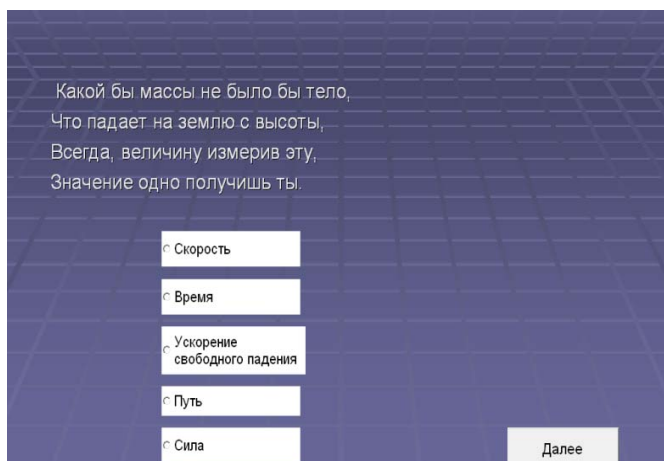 Какой бы массы не было бы тело,
Что падает на землю с высоты,
Всегда, величину измерив эту,
Значение одно получишь ты.
Скорость
Время
Ускорение
свободного падения
Путь
Сила
Далее